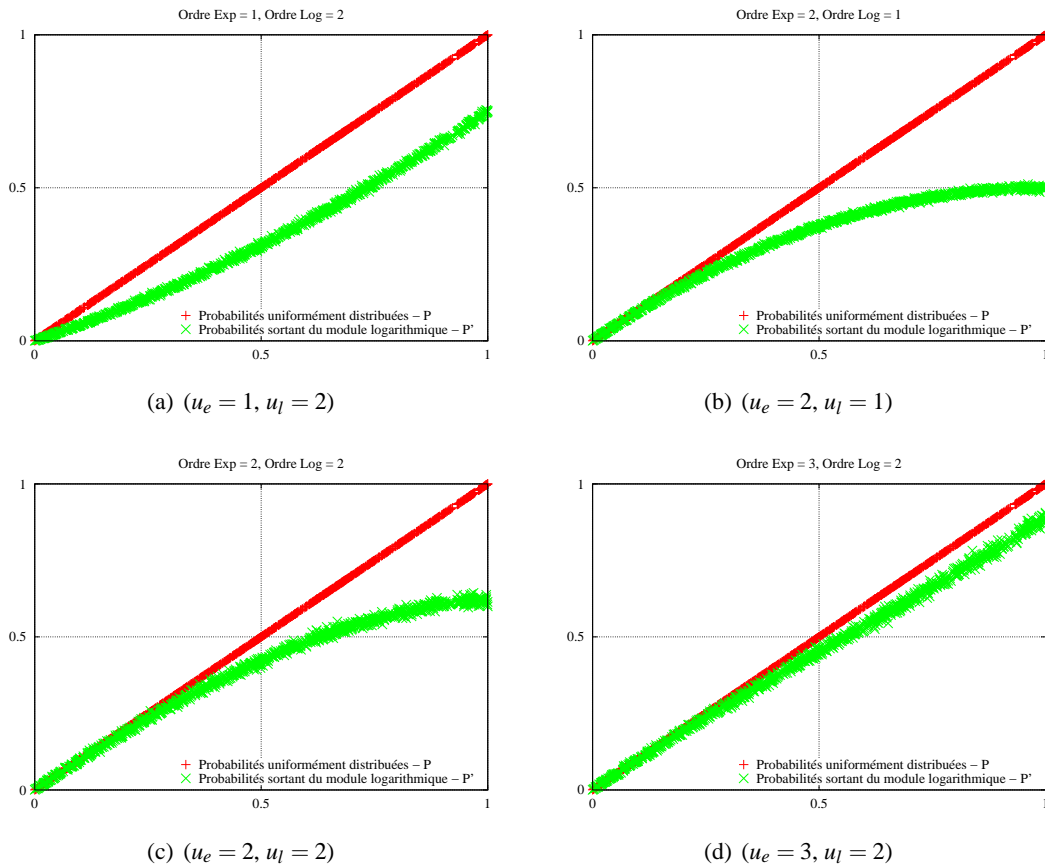 Ordre Exp = 1, Ordre Log = 2
1
0.5
0
0
0.5
1
Probabilités uniformément distribuées – P
Probabilités sortant du module logarithmique – P'
(a) (u_e = 1, u_l = 2)
Ordre Exp = 2, Ordre Log = 1
1
0.5
0
0
0.5
1
Probabilités uniformément distribuées – P
Probabilités sortant du module logarithmique – P'
(b) (u_e = 2, u_l = 1)
Ordre Exp = 2, Ordre Log = 2
1
0.5
0
0
0.5
1
Probabilités uniformément distribuées – P
Probabilités sortant du module logarithmique – P'
(c) (u_e = 2, u_l = 2)
Ordre Exp = 3, Ordre Log = 2
1
0.5
0
0
0.5
1
Probabilités uniformément distribuées – P
Probabilités sortant du module logarithmique – P'
(d) (u_e = 3, u_l = 2)